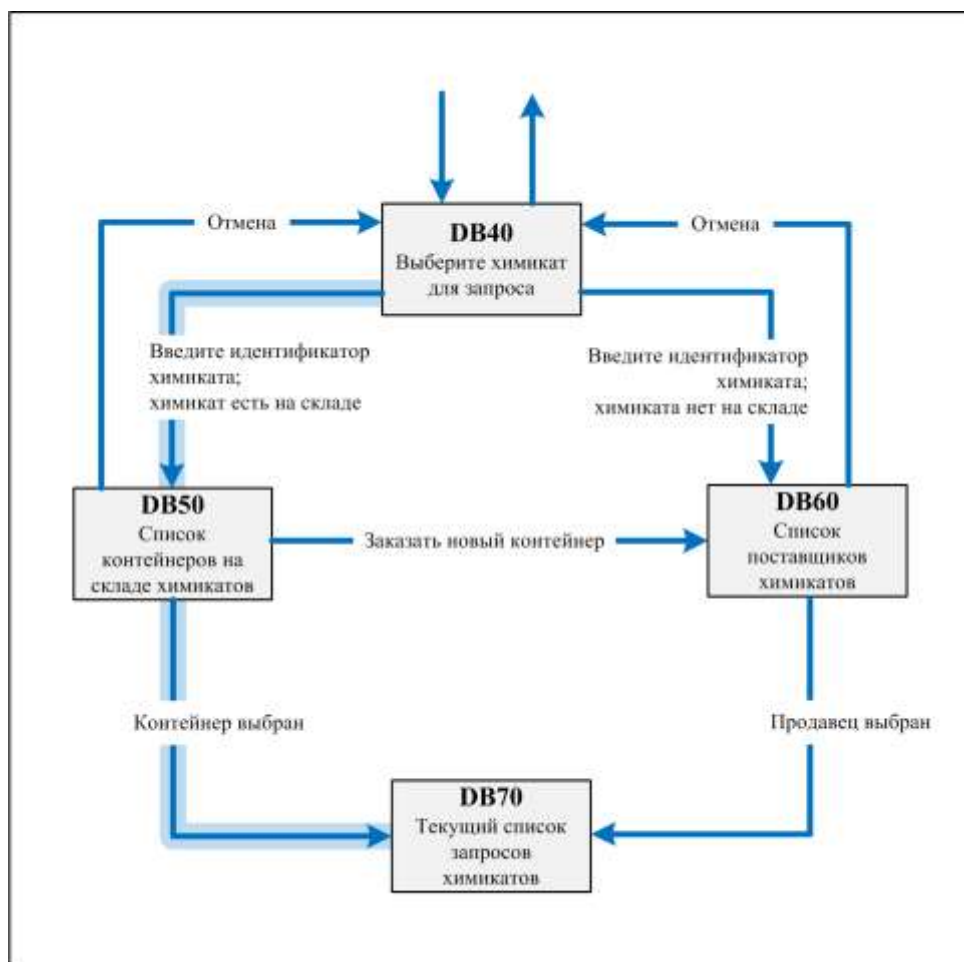 Отмена
DB40
Выберите химикат
для запроса
Отмена
Введите идентификатор
химиката;
химикат есть на складе
Введите идентификатор
химиката;
химиката нет на складе
DB50
Список
контейнеров на
складе химикатов
Заказать новый контейнер
DB60
Список
поставщиков
химикатов
Контейнер выбран
Продавец выбран
DB70
Текущий список
запросов
химикатов